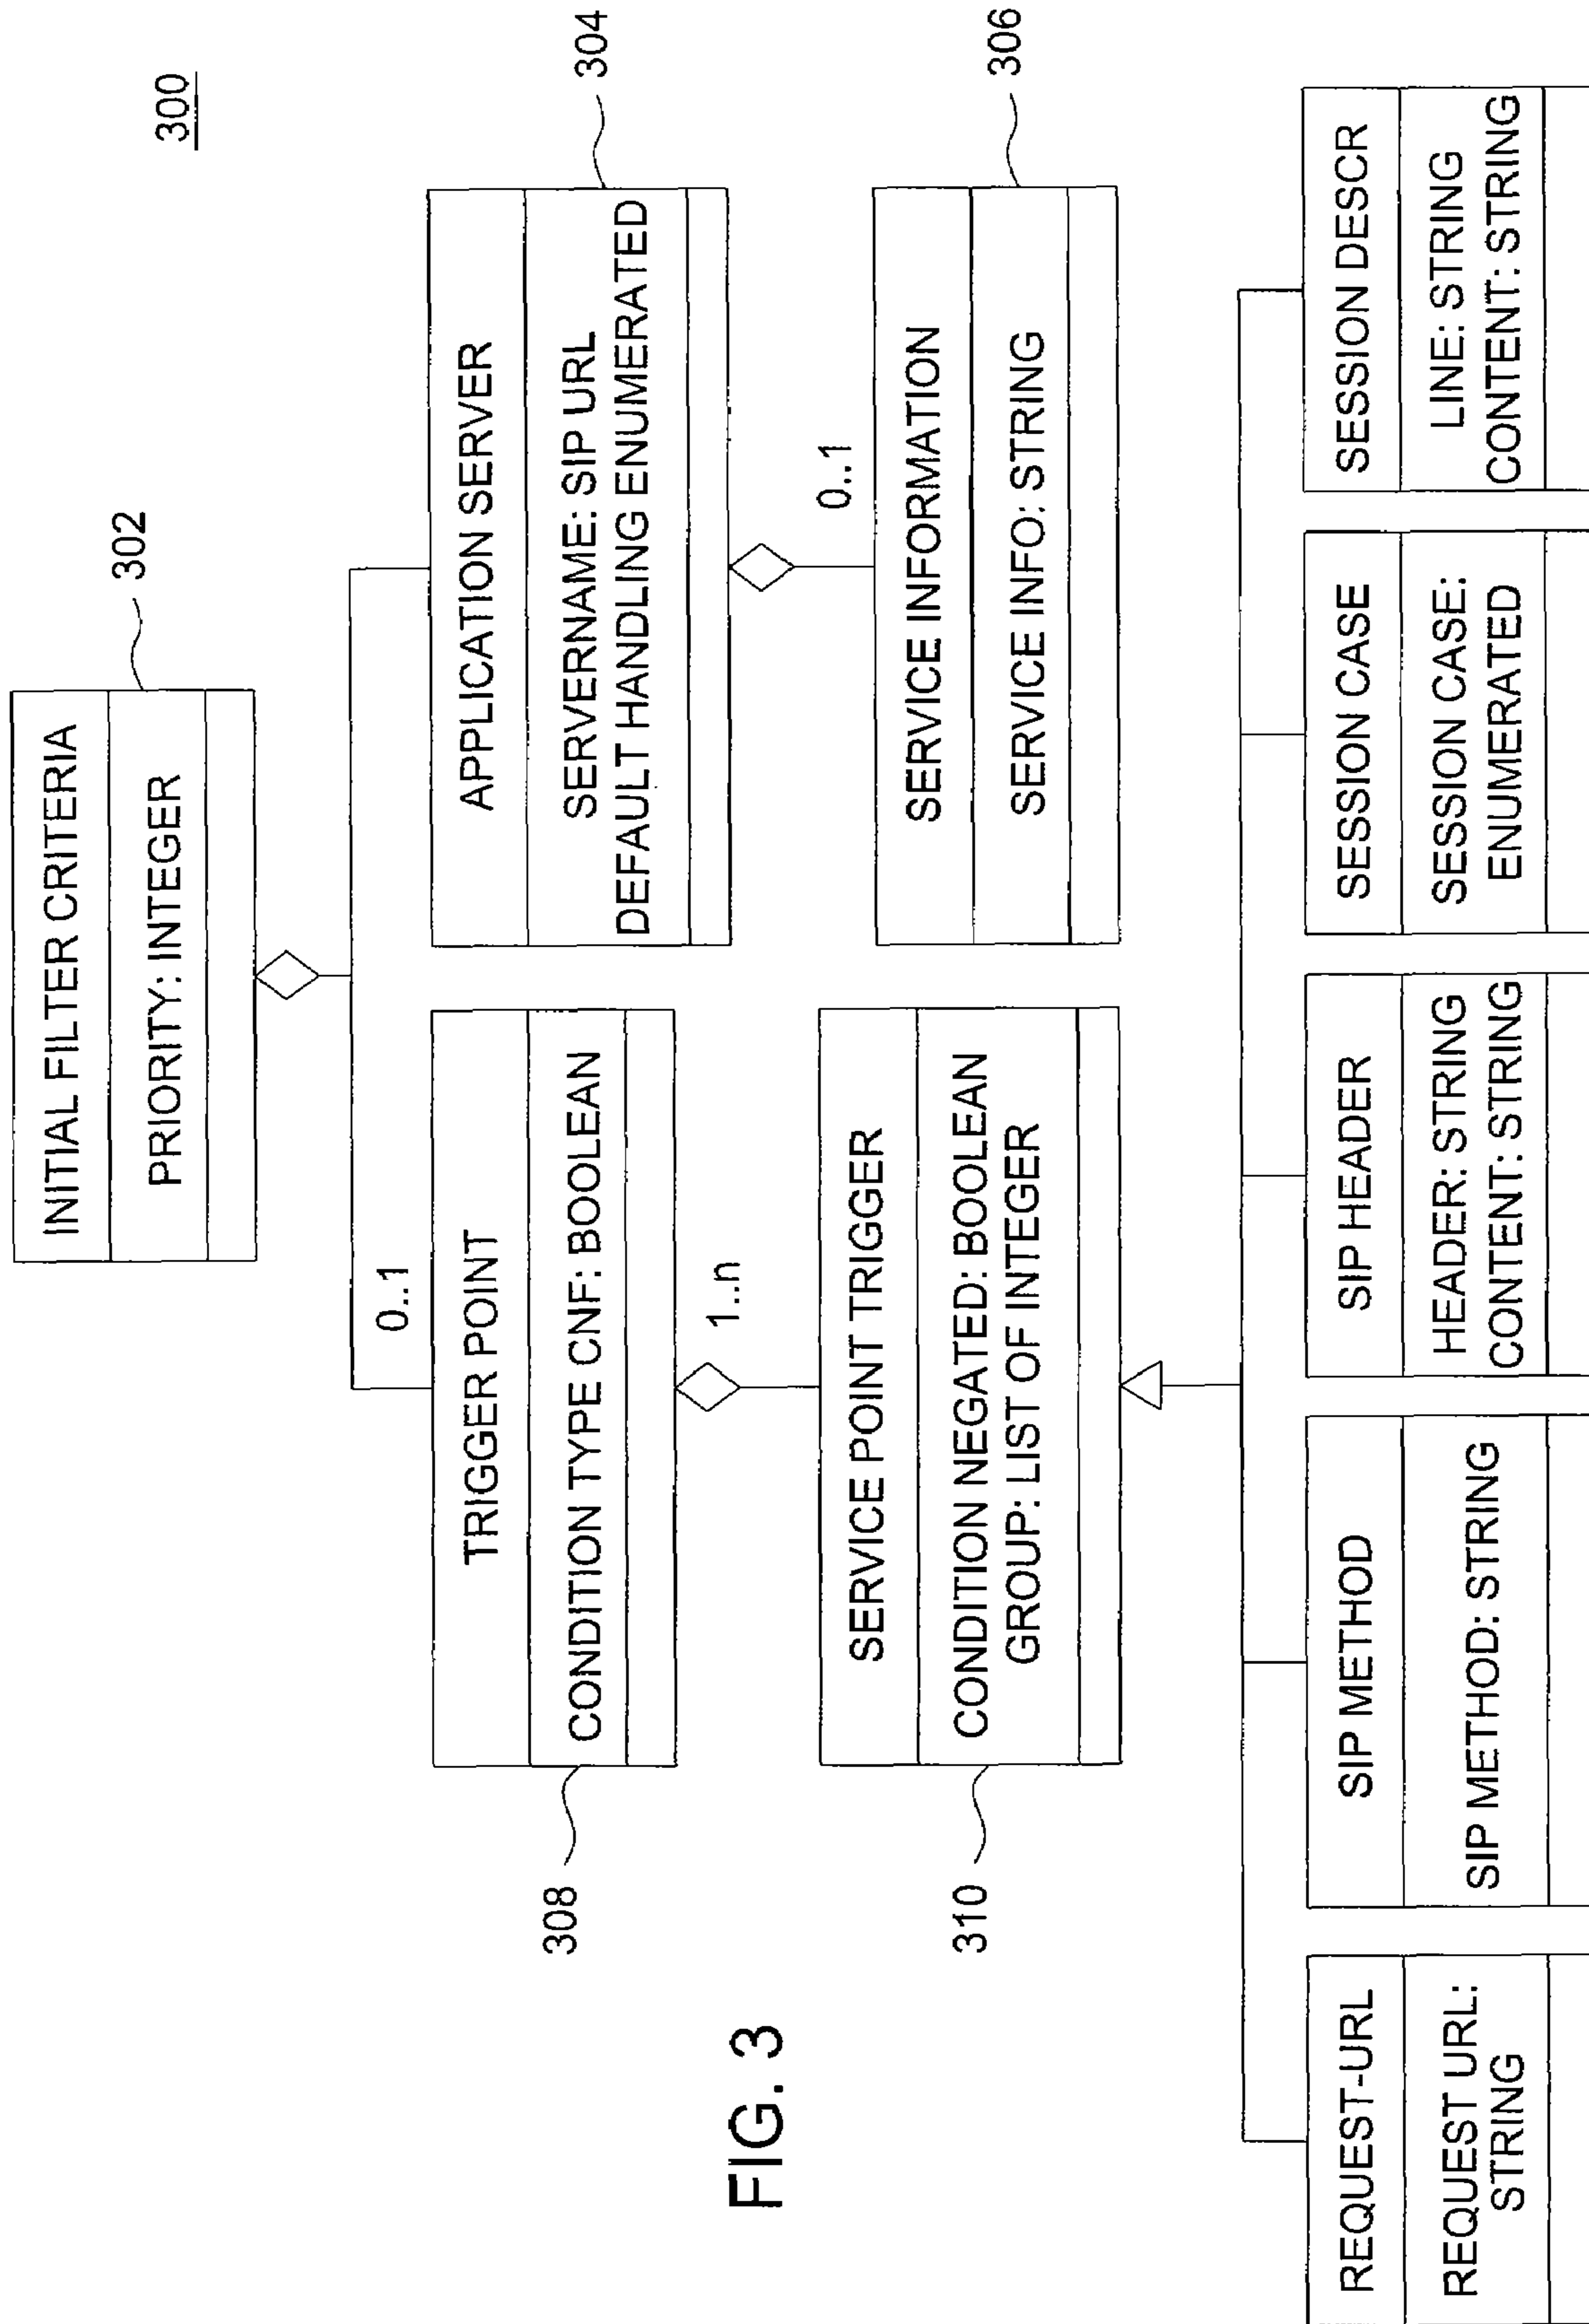 300
INITIAL FILTER CRITERIA
PRIORITY: INTEGER
302
0..1
TRIGGER POINT
CONDITION TYPE CNF: BOOLEAN
308
APPLICATION SERVER
SERVERNAME: SIP URL
DEFAULT HANDLING ENUMERATED
304
1..n
0..1
SERVICE POINT TRIGGER
CONDITION NEGATED: BOOLEAN
GROUP: LIST OF INTEGER
310
SERVICE INFORMATION
SERVICE INFO: STRING
306
REQUEST-URL
REQUEST URL:
STRING
SIP METHOD
SIP METHOD: STRING
SIP HEADER
HEADER: STRING
CONTENT: STRING
SESSION CASE
SESSION CASE:
ENUMERATED
SESSION DESCR
LINE: STRING
CONTENT: STRING
FIG. 3